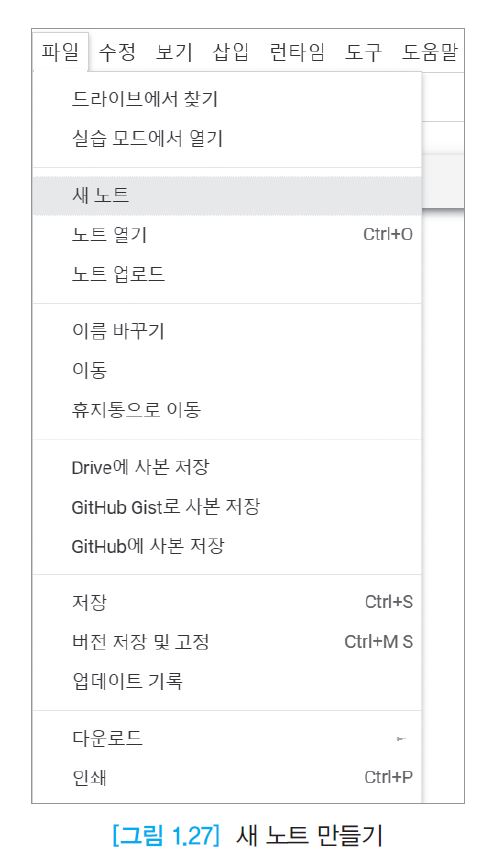 파일 수정 보기 삽입 런타임 도구 도움말
드라이브에서 찾기
실습 모드에서 열기
새 노트
노트 열기 Ctrl+O
노트 업로드
이름 바꾸기
이동
휴지통으로 이동
Drive에 사본 저장
GitHub Gist로 사본 저장
GitHub에 사본 저장
저장 Ctrl+S
버전 저장 및 고정 Ctrl+M S
업데이트 기록
다운로드
인쇄 Ctrl+P
[그림 1.27] 새 노트 만들기